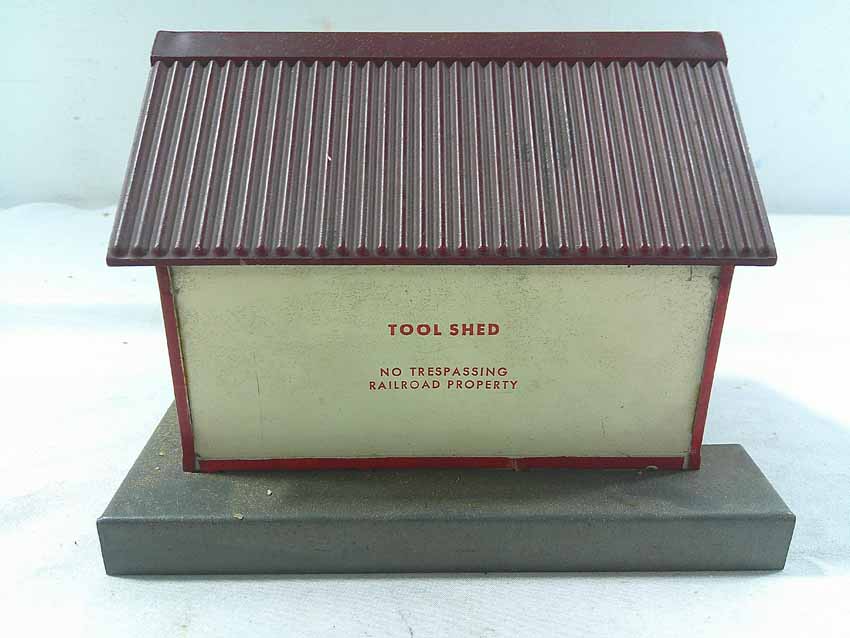 TOOL SHED
NO TRESPASSING
RAILROAD PROPERTY